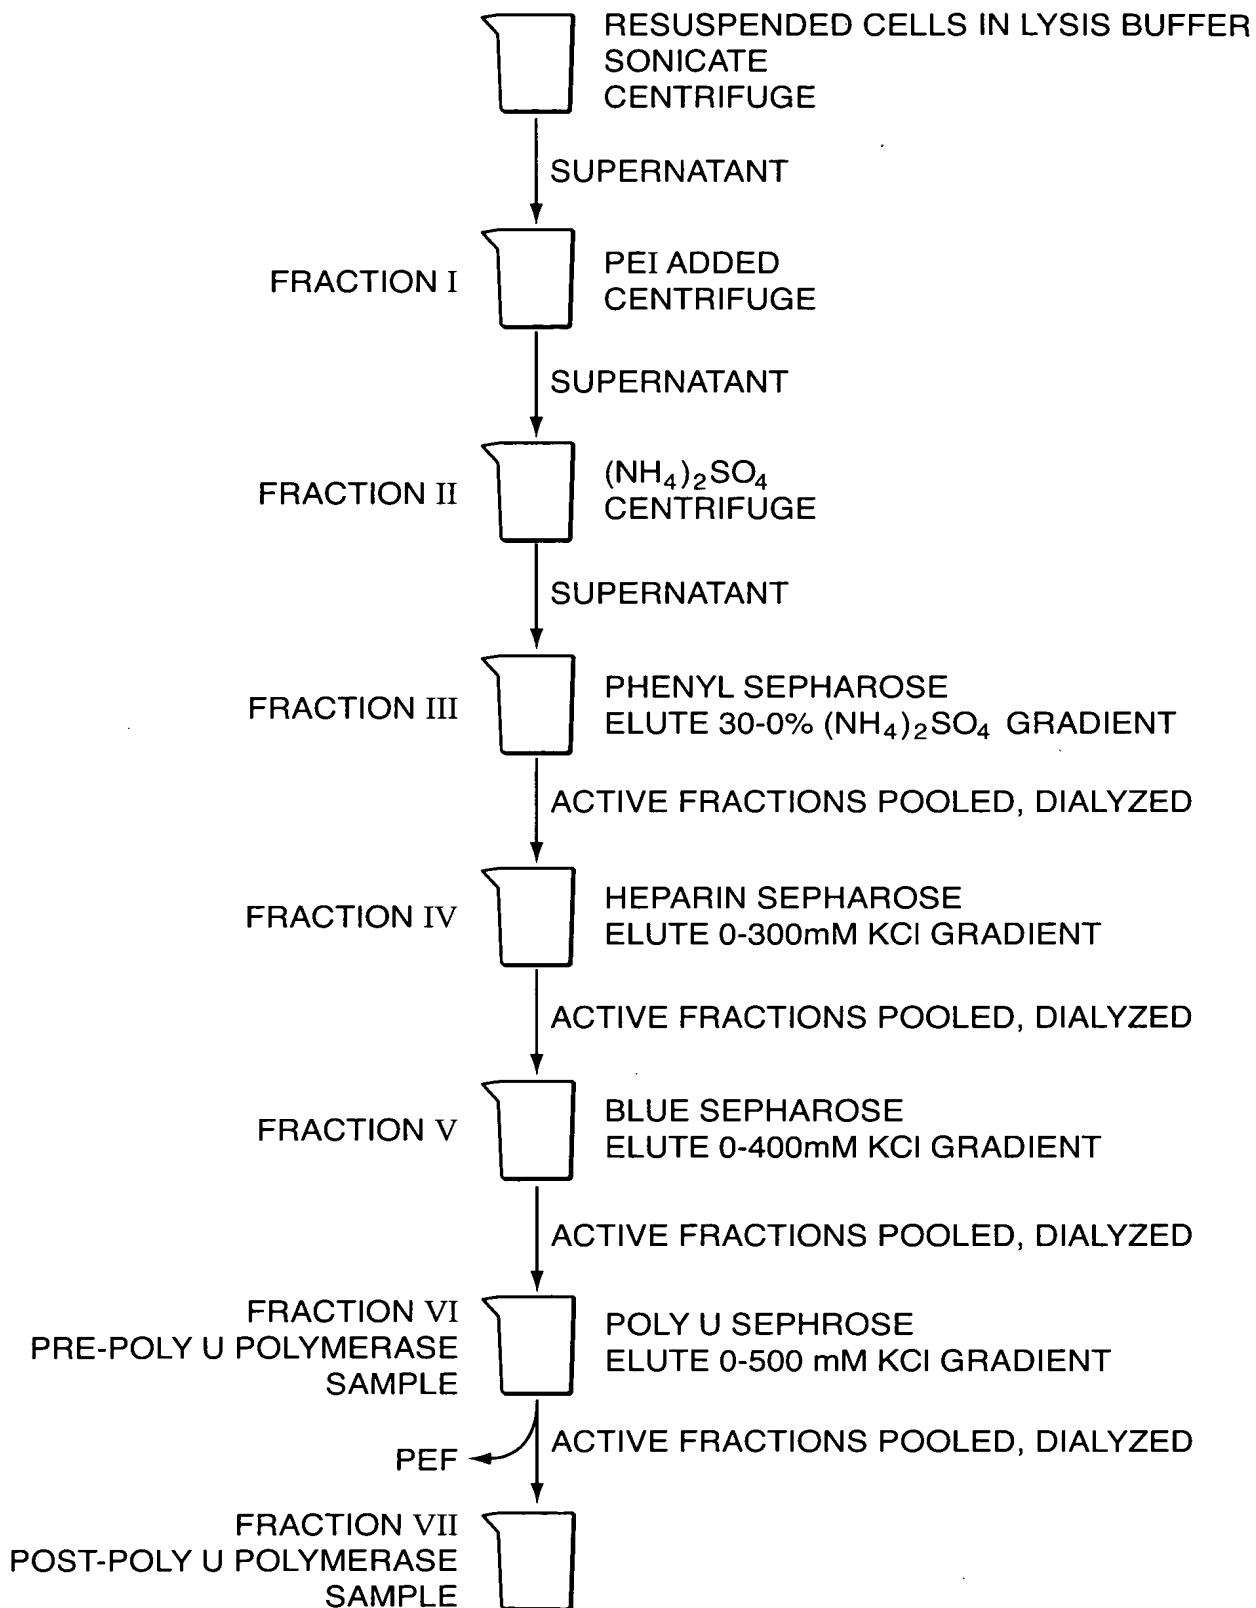 RESUSPENDED CELLS IN LYSIS BUFFER
SONICATE
CENTRIFUGE
SUPERNATANT
FRACTION I
PEI ADDED
CENTRIFUGE
SUPERNATANT
FRACTION II
(NH₄)₂SO₄
CENTRIFUGE
SUPERNATANT
FRACTION III
PHENYL SEPHAROSE
ELUTE 30-0% (NH₄)₂SO₄ GRADIENT
ACTIVE FRACTIONS POOLED, DIALYZED
FRACTION IV
HEPARIN SEPHAROSE
ELUTE 0-300mM KCl GRADIENT
ACTIVE FRACTIONS POOLED, DIALYZED
FRACTION V
BLUE SEPHAROSE
ELUTE 0-400mM KCl GRADIENT
ACTIVE FRACTIONS POOLED, DIALYZED
FRACTION VI
PRE-POLY U POLYMERASE
SAMPLE
POLY U SEPHROSE
ELUTE 0-500 mM KCl GRADIENT
ACTIVE FRACTIONS POOLED, DIALYZED
PEF
FRACTION VII
POST-POLY U POLYMERASE
SAMPLE